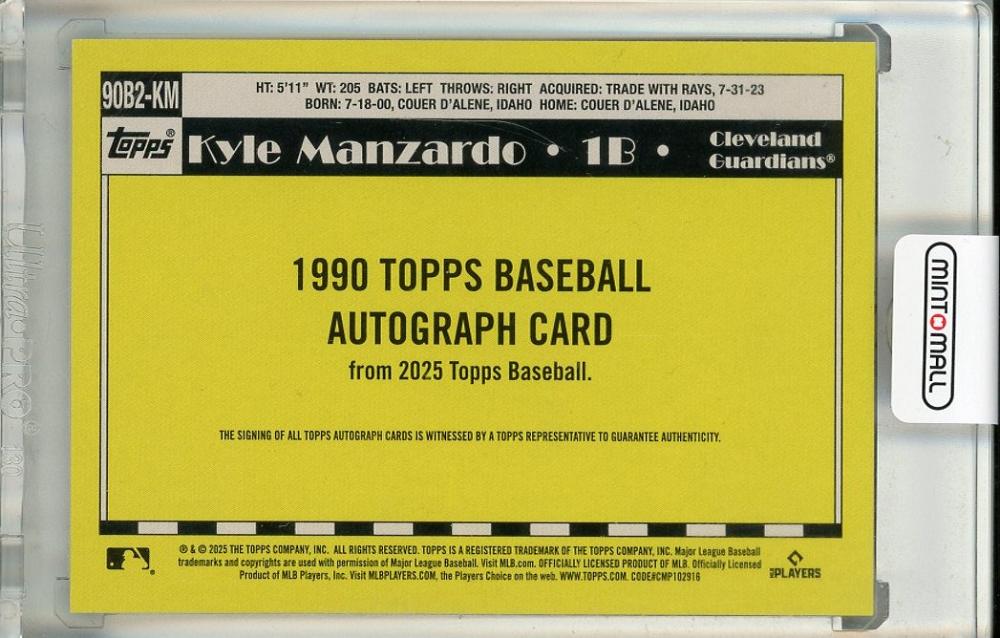 90B2-KM
HT: 5'11" WT: 205 BATS: LEFT THROWS: RIGHT ACQUIRED: TRADE WITH RAYS, 7-31-23
BORN: 7-18-00, COUER D'ALENE, IDAHO HOME: COUER D'ALENE, IDAHO
TOPPS®
Kyle Manzardo • 1B •
Cleveland
Guardians®
1990 TOPPS BASEBALL
AUTOGRAPH CARD
from 2025 Topps Baseball.
THE SIGNING OF ALL TOPPS AUTOGRAPH CARDS IS WITNESSED BY A TOPPS REPRESENTATIVE TO GUARANTEE AUTHENTICITY.
® & © 2025 THE TOPPS COMPANY, INC. ALL RIGHTS RESERVED. TOPPS IS A REGISTERED TRADEMARK OF THE TOPPS COMPANY, INC. Major League Baseball
trademarks and copyrights are used with permission of Major League Baseball. Visit MLB.com. OFFICIALLY LICENSED PRODUCT OF MLB. Officially Licensed
Product of MLB Players, Inc. Visit MLBPLAYERS.COM, the Players Choice on the web. WWW.TOPPS.COM. CODE#CMP102916
MLB PLAYERS
MINT MALL
Ultra·PRO®
130